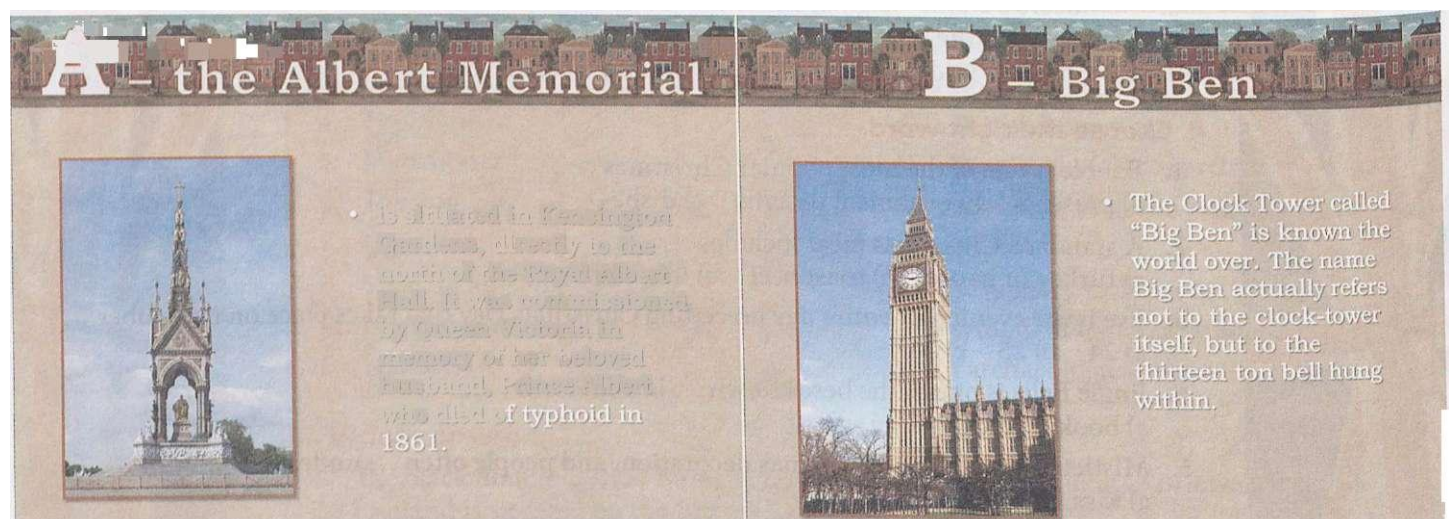 A – the Albert Memorial
• is situated in Kensington
Gardens, directly to the
north of the Royal Albert
Hall. It was commissioned
by Queen Victoria in
memory of her beloved
husband, Prince Albert
who died of typhoid in
1861.
B – Big Ben
• The Clock Tower called
“Big Ben” is known the
world over. The name
Big Ben actually refers
not to the clock-tower
itself, but to the
thirteen ton bell hung
within.